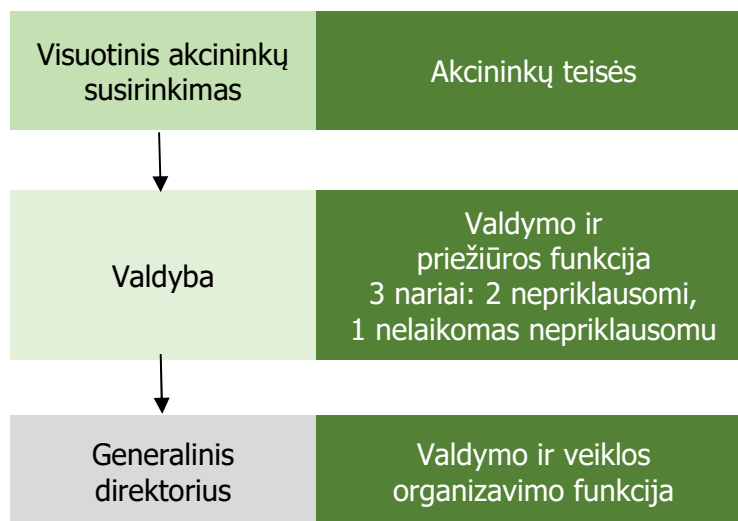 Visuotinis akcininkų
susirinkimas
Akcininkų teisės
Valdyba
Valdymo ir
priežiūros funkcija
3 nariai: 2 nepriklausomi,
1 nelaikomas nepriklausomu
Generalinis
direktorius
Valdymo ir veiklos
organizavimo funkcija